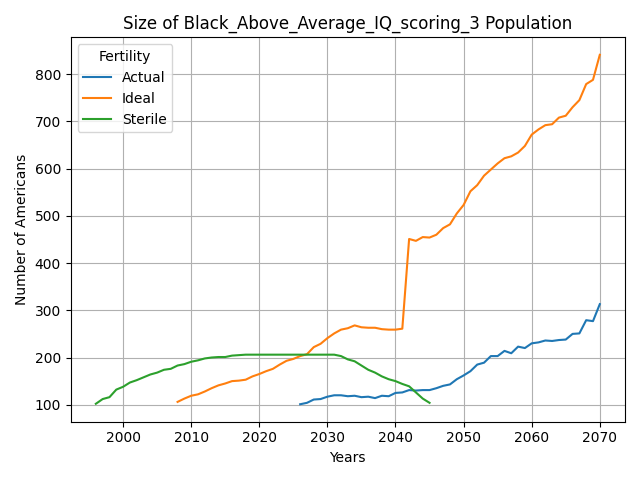 Size of Black_Above_Average_IQ_scoring_3 Population
Fertility
Actual
Ideal
Sterile
Number of Americans
800
700
600
500
400
300
200
100
2000
2010
2020
2030
2040
2050
2060
2070
Years